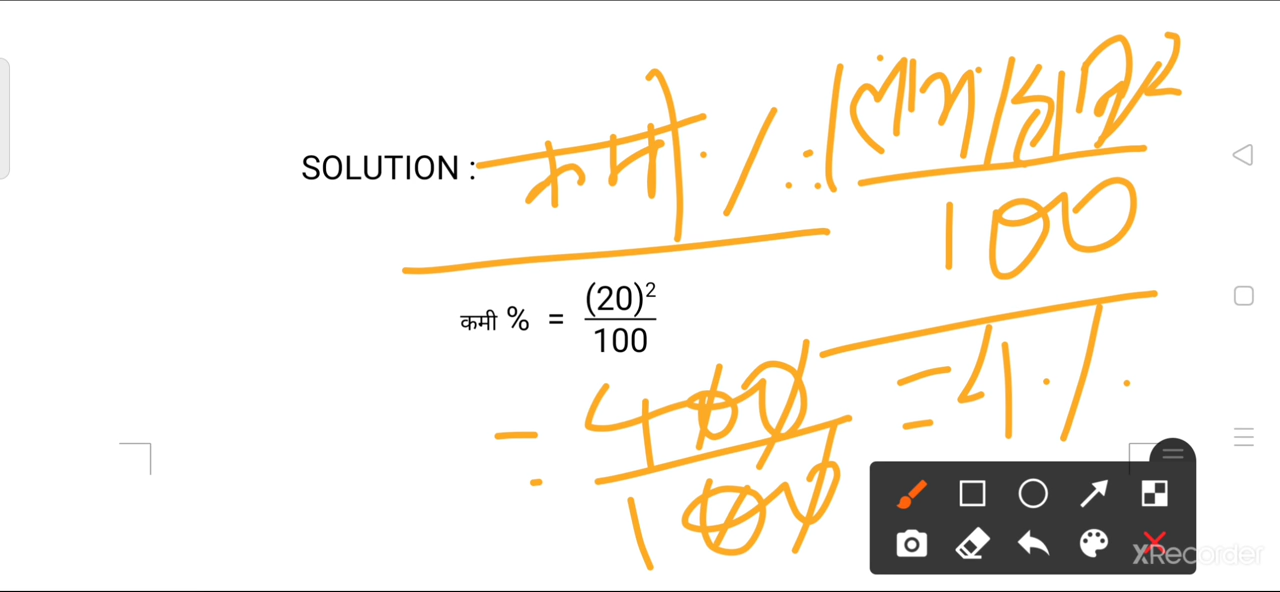 SOLUTION : कमी % = (लाभ/हानि)²
100
कमी % = (20)²
100
= 400 = 4%
100
XRecorder